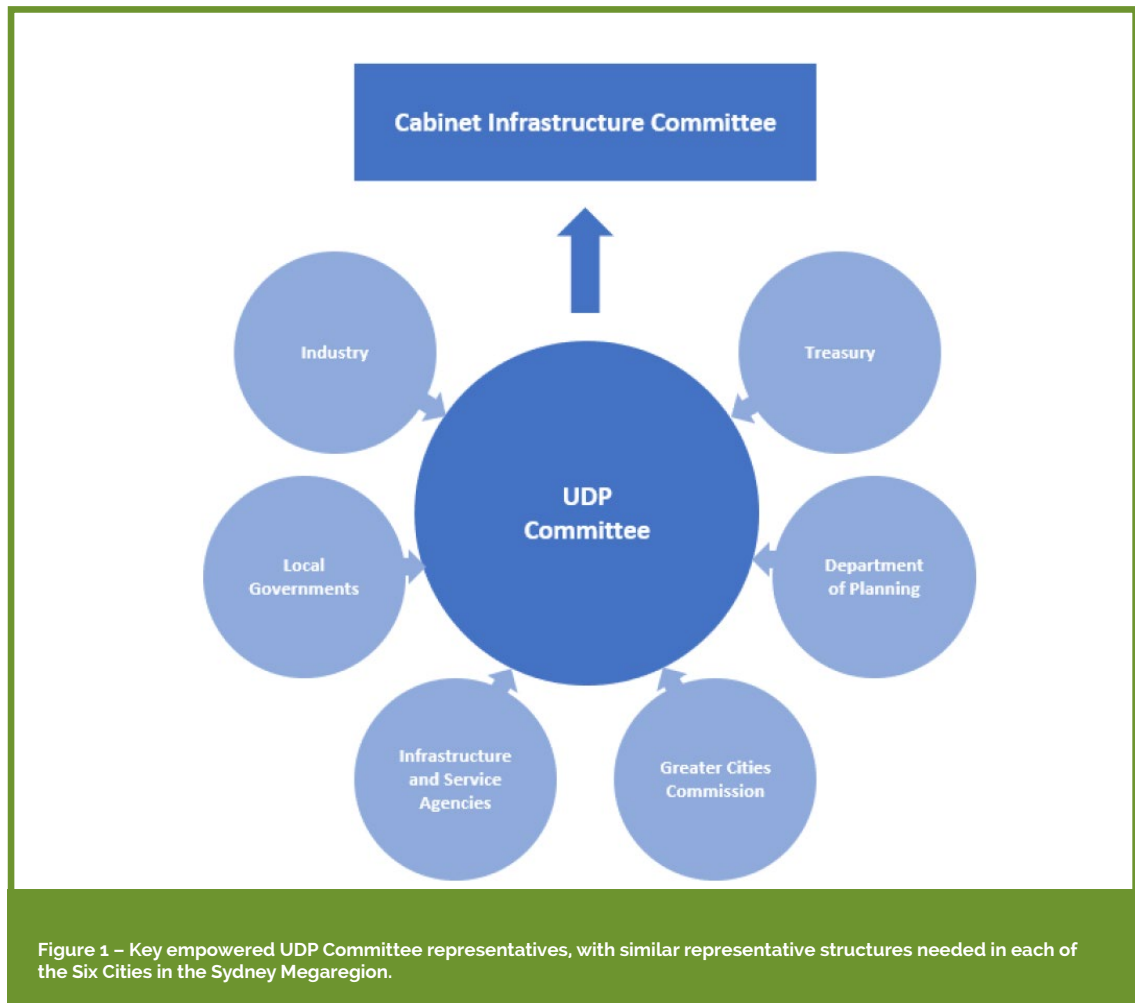 Cabinet Infrastructure Committee
Industry
Treasury
UDP
Committee
Local
Governments
Department
of Planning
Infrastructure
and Service
Agencies
Greater Cities
Commission
Figure 1 – Key empowered UDP Committee representatives, with similar representative structures needed in each of
the Six Cities in the Sydney Megaregion.